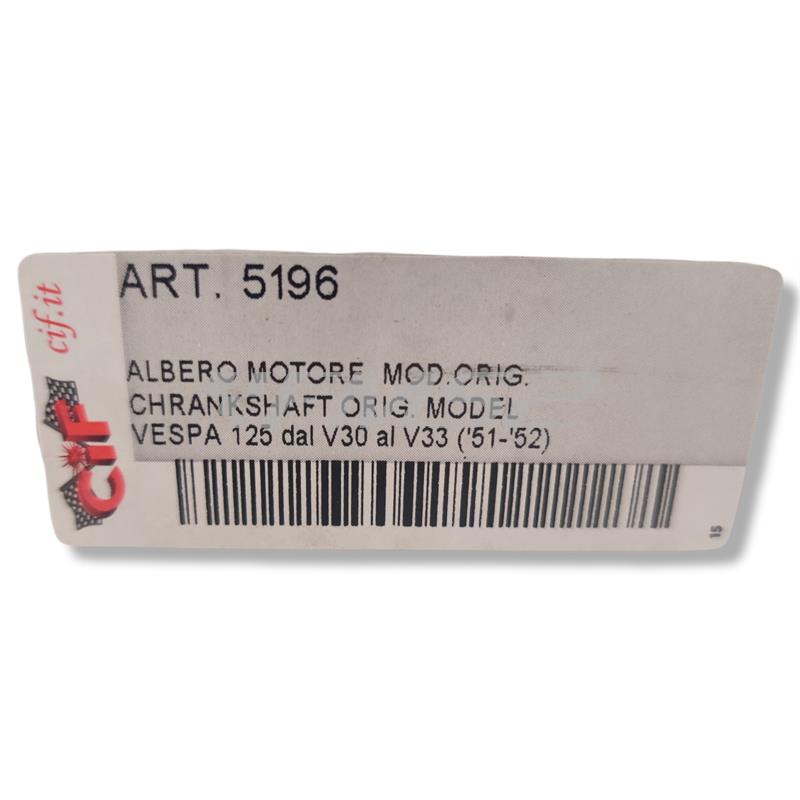 cif.it
CIF
ART. 5196
ALBERO MOTORE MOD.ORIG.
CHRANKSHAFT ORIG. MODEL
VESPA 125 dal V30 al V33 ('51-'52)
15